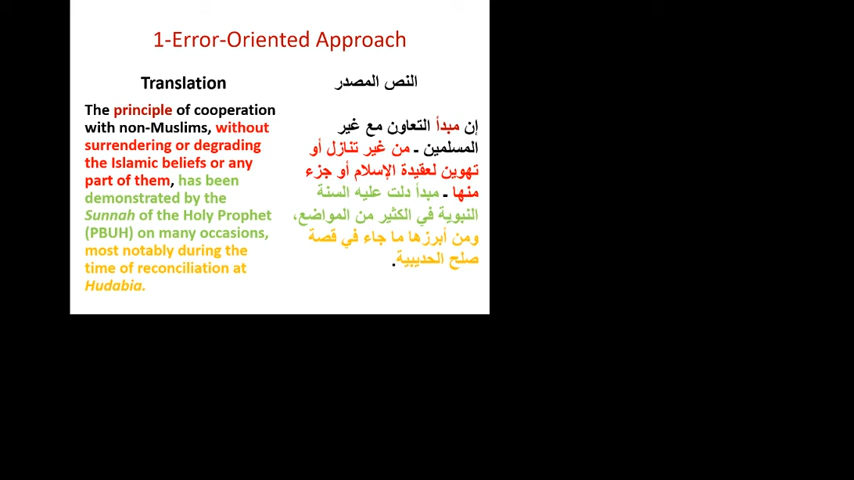 1-Error-Oriented Approach
Translation
The principle of cooperation
with non-Muslims, without
surrendering or degrading
the Islamic beliefs or any
part of them, has been
demonstrated by the
Sunnah of the Holy Prophet
(PBUH) on many occasions,
most notably during the
time of reconciliation at
Hudabia.
النص المصدر
إن مبدأ التعاون مع غير
المسلمين ـ من غير تنازل أو
تهوين لعقيدة الإسلام أو جزء
منها ـ مبدأ دلت عليه السنة
النبوية في الكثير من المواضع،
ومن أبرزها ما جاء في قصة
صلح الحديبية.